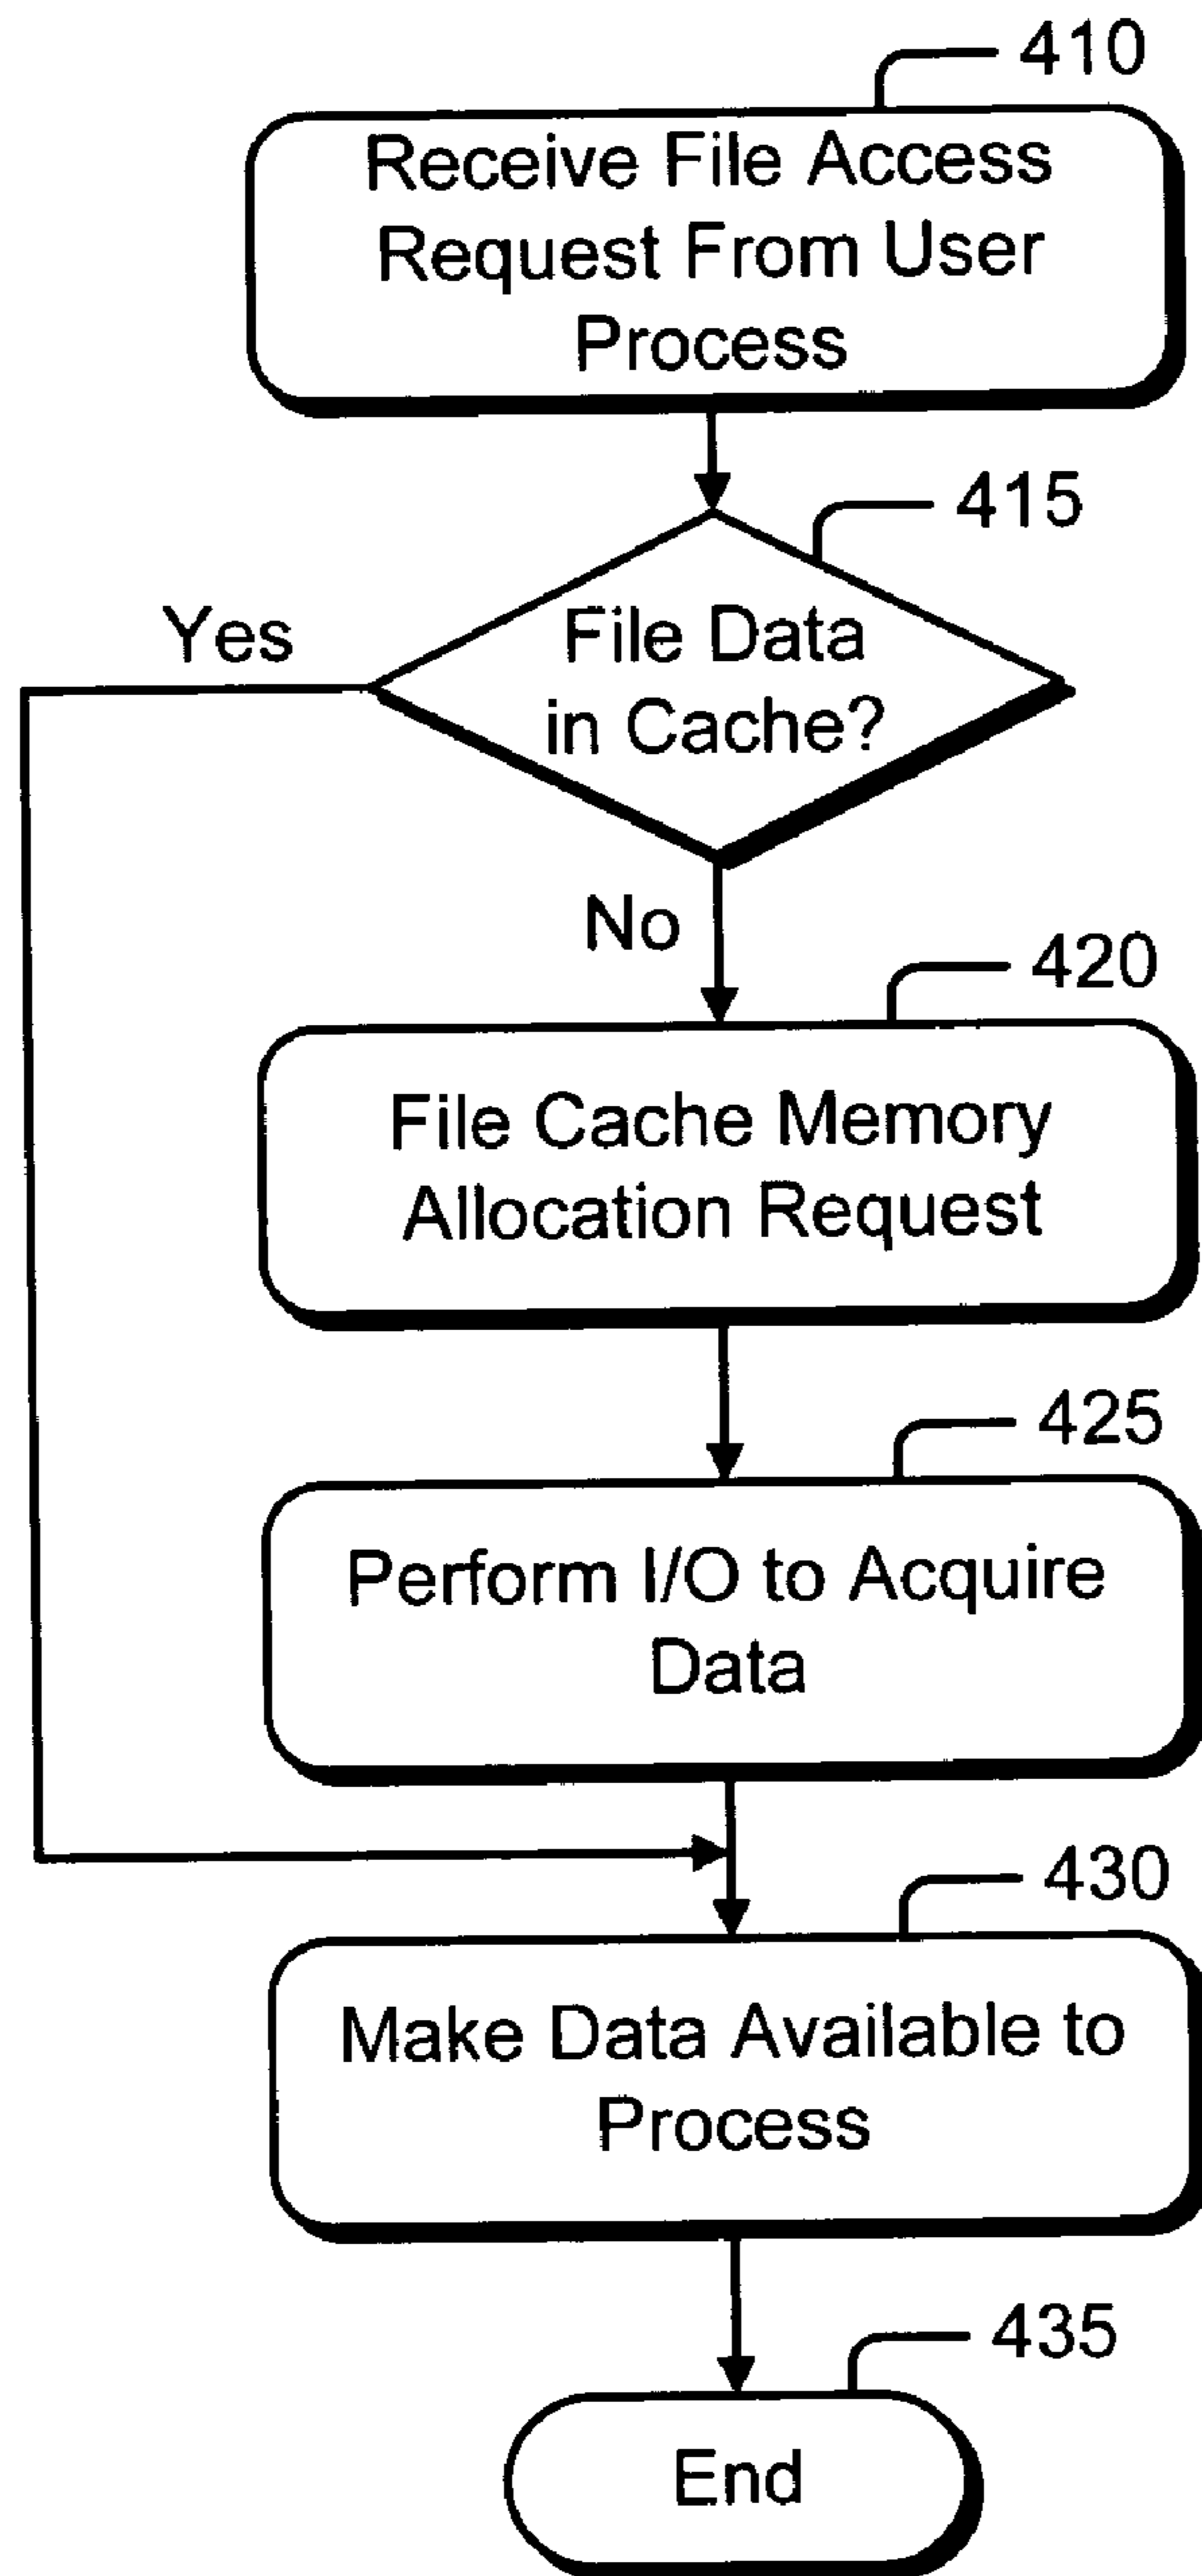 410
Receive File Access
Request From User
Process
415
Yes
File Data
in Cache?
No
420
File Cache Memory
Allocation Request
425
Perform I/O to Acquire
Data
430
Make Data Available to
Process
435
End